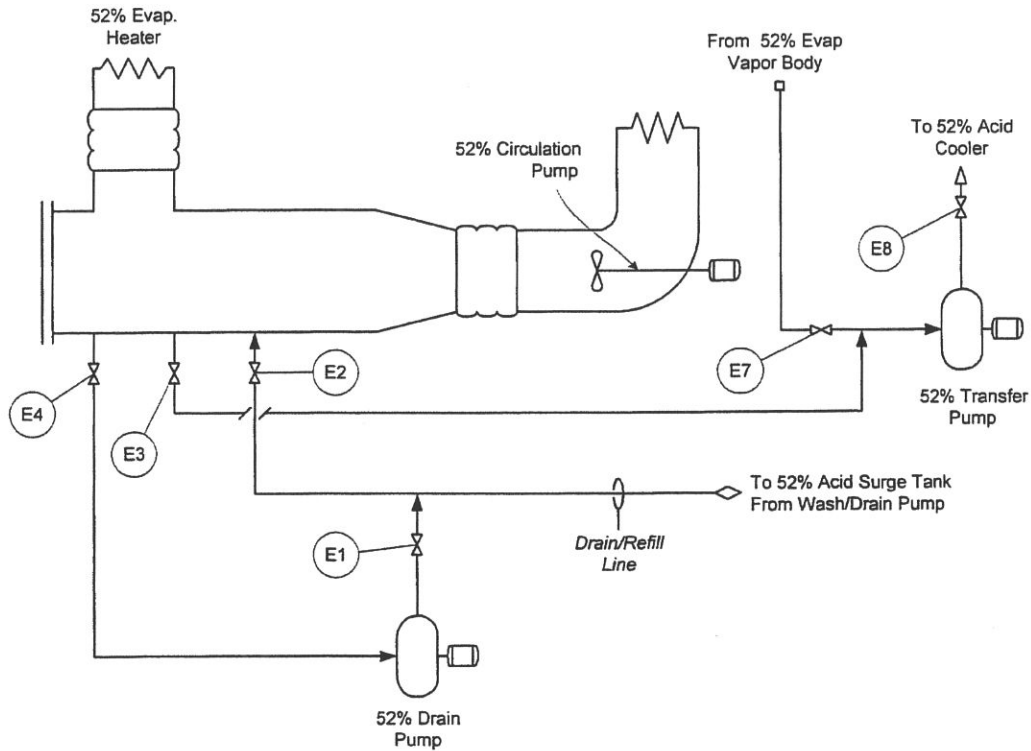 52% Evap.
Heater
From 52% Evap
Vapor Body
To 52% Acid
Cooler
52% Circulation
Pump
E8
E7
E2
E4
E3
52% Transfer
Pump
To 52% Acid Surge Tank
From Wash/Drain Pump
E1
Drain/Refill
Line
52% Drain
Pump